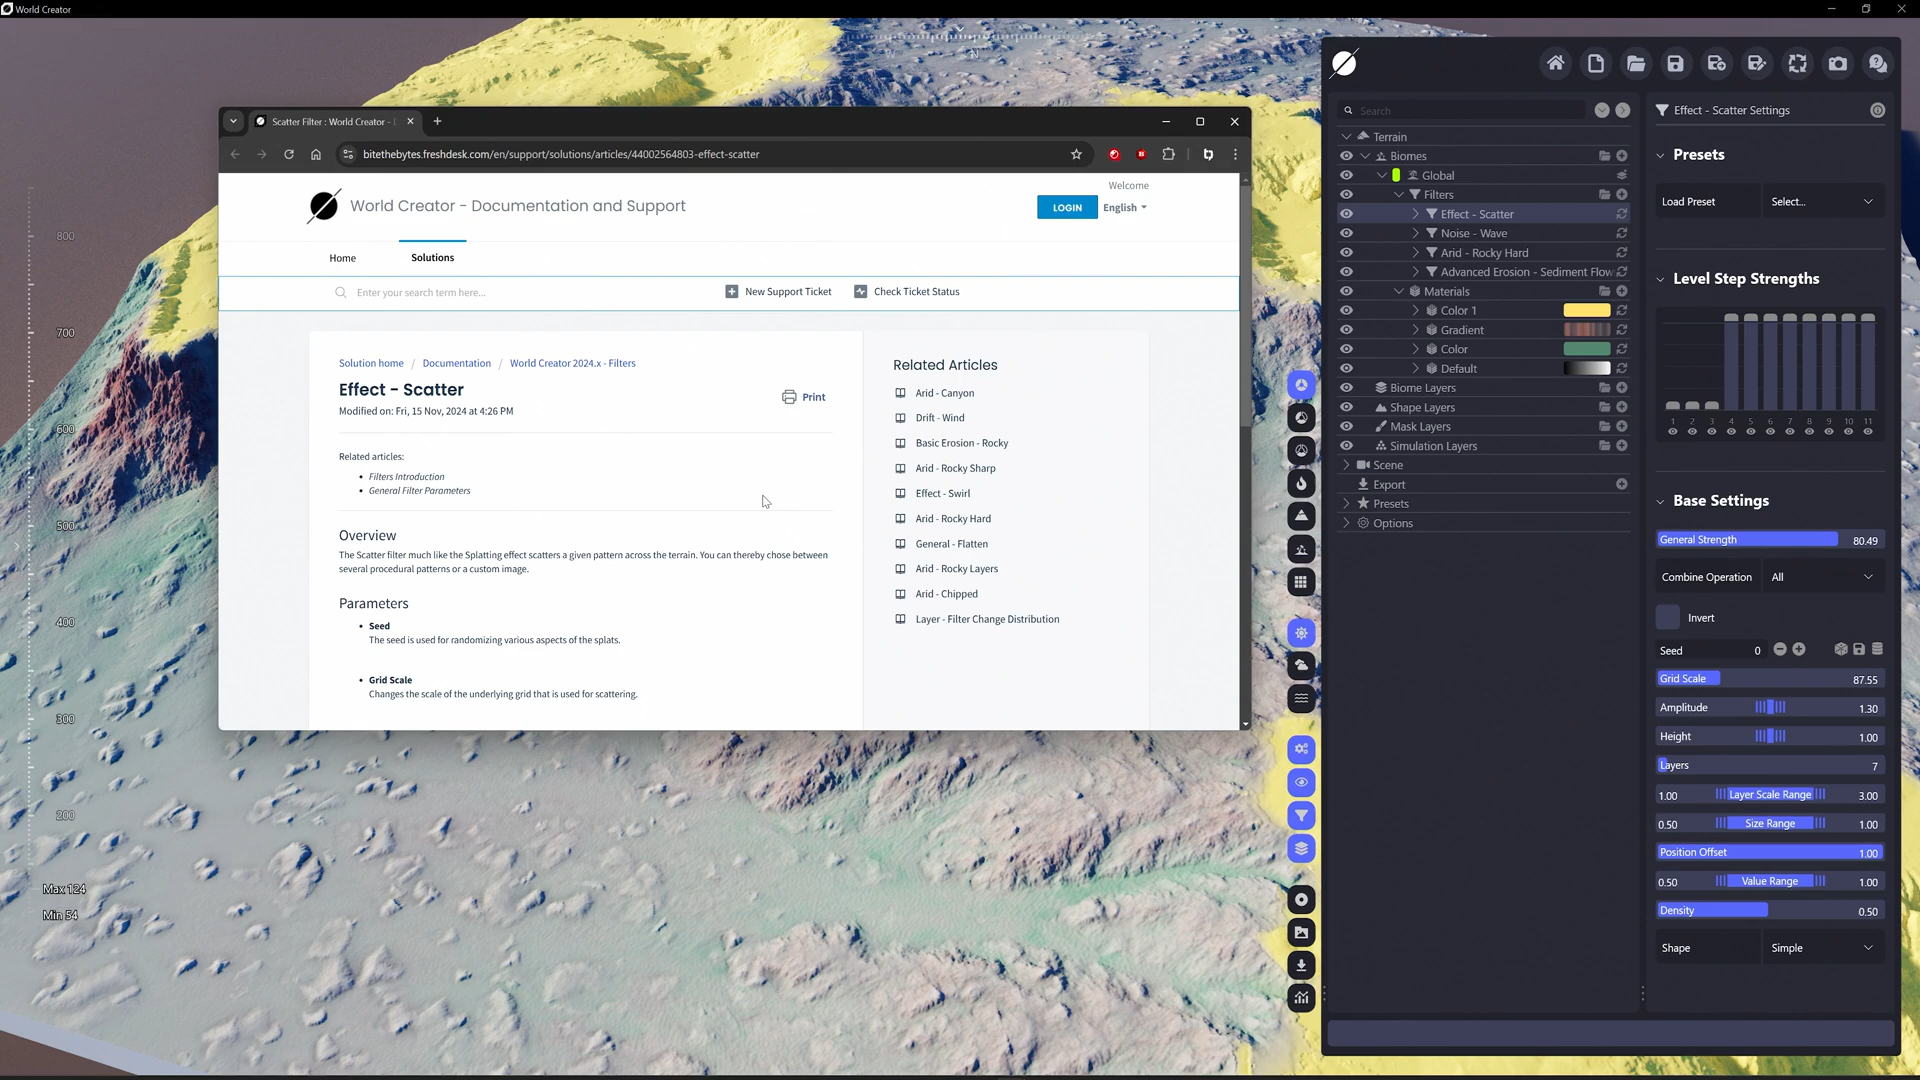 World Creator
W
N
800
700
600
500
400
300
200
Max 124
Min 54
Scatter Filter : World Creator -
bitethebytes.freshdesk.com/en/support/solutions/articles/44002564803-effect-scatter
World Creator - Documentation and Support
Welcome
LOGIN
English
Home
Solutions
Enter your search term here...
New Support Ticket
Check Ticket Status
Solution home / Documentation / World Creator 2024.x - Filters
Effect - Scatter
Print
Modified on: Fri, 15 Nov, 2024 at 4:26 PM
Related articles:
Filters Introduction
General Filter Parameters
Overview
The Scatter filter much like the Splatting effect scatters a given pattern across the terrain. You can thereby chose between
several procedural patterns or a custom image.
Parameters
Seed
The seed is used for randomizing various aspects of the splats.
Grid Scale
Changes the scale of the underlying grid that is used for scattering.
Related Articles
Arid - Canyon
Drift - Wind
Basic Erosion - Rocky
Arid - Rocky Sharp
Effect - Swirl
Arid - Rocky Hard
General - Flatten
Arid - Rocky Layers
Arid - Chipped
Layer - Filter Change Distribution
Search
Terrain
Biomes
Global
Filters
Effect - Scatter
Noise - Wave
Arid - Rocky Hard
Advanced Erosion - Sediment Flow
Materials
Color 1
Gradient
Color
Default
Biome Layers
Shape Layers
Mask Layers
Simulation Layers
Scene
Export
Presets
Options
Effect - Scatter Settings
Presets
Load Preset Select...
Level Step Strengths
1 2 3 4 5 6 7 8 9 10 11
Base Settings
General Strength 80.49
Combine Operation All
Invert
Seed 0
Grid Scale 87.55
Amplitude 1.30
Height 1.00
Layers 7
1.00 Layer Scale Range 3.00
0.50 Size Range 1.00
Position Offset 1.00
0.50 Value Range 1.00
Density 0.50
Shape Simple